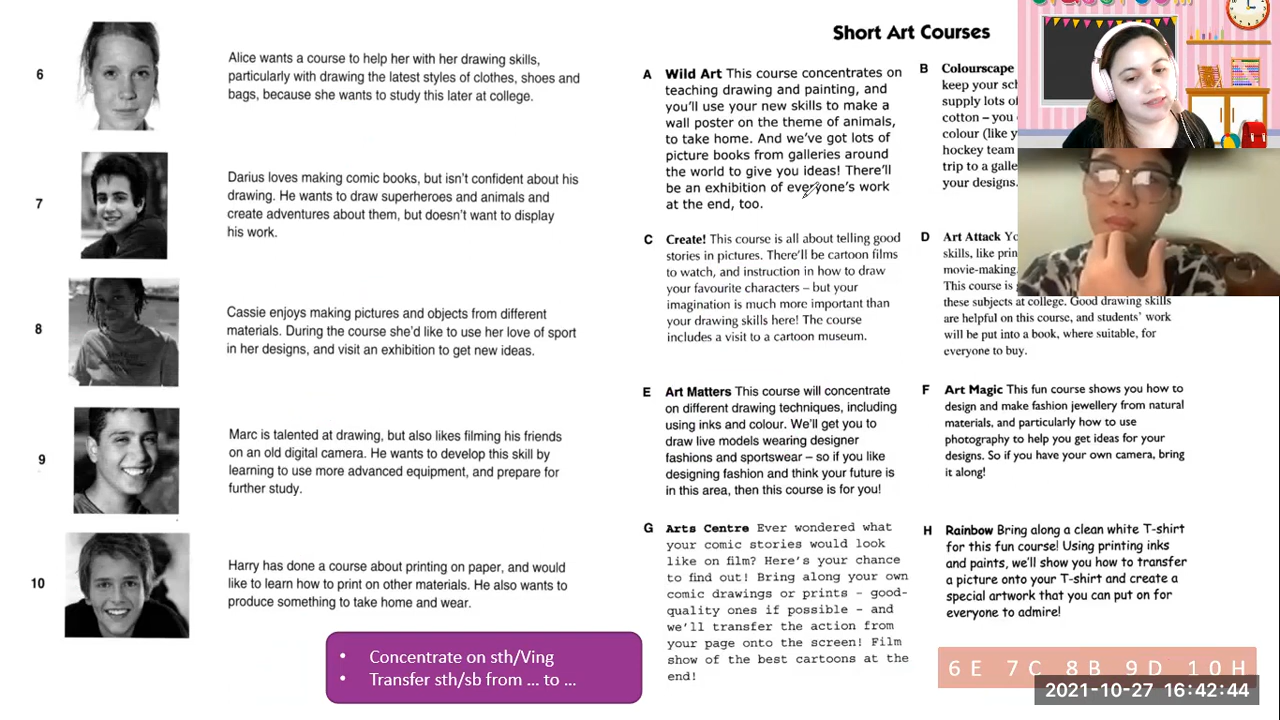 Short Art Courses
6
Alice wants a course to help her with her drawing skills,
particularly with drawing the latest styles of clothes, shoes and
bags, because she wants to study this later at college.
7
Darius loves making comic books, but isn't confident about his
drawing. He wants to draw superheroes and animals and
create adventures about them, but doesn't want to display
his work.
8
Cassie enjoys making pictures and objects from different
materials. During the course she'd like to use her love of sport
in her designs, and visit an exhibition to get new ideas.
9
Marc is talented at drawing, but also likes filming his friends
on an old digital camera. He wants to develop this skill by
learning to use more advanced equipment, and prepare for
further study.
10
Harry has done a course about printing on paper, and would
like to learn how to print on other materials. He also wants to
produce something to take home and wear.
• Concentrate on sth/Ving
• Transfer sth/sb from ... to ...
A Wild Art This course concentrates on
teaching drawing and painting, and
you'll use your new skills to make a
wall poster on the theme of animals,
to take home. And we've got lots of
picture books from galleries around
the world to give you ideas! There'll
be an exhibition of everyone's work
at the end, too.
B Colourscape
keep your
supply lots of
cotton – you
colour (like
hockey team
trip to a
your designs.
C Create! This course is all about telling good
stories in pictures. There'll be cartoon films
to watch, and instruction in how to draw
your favourite characters – but your
imagination is much more important than
your drawing skills here! The course
includes a visit to a cartoon museum.
D Art Attack
skills, like
movie-making.
This course is
these subjects at college. Good drawing skills
are helpful on this course, and students' work
will be put into a book, where suitable, for
everyone to buy.
E Art Matters This course will concentrate
on different drawing techniques, including
using inks and colour. We'll get you to
draw live models wearing designer
fashions and sportswear – so if you like
designing fashion and think your future is
in this area, then this course is for you!
F Art Magic This fun course shows you how to
design and make fashion jewellery from natural
materials, and particularly how to use
photography to help you get ideas for your
designs. So if you have your own camera, bring
it along!
G Arts Centre Ever wondered what
your comic stories would look
like on film? Here's your chance
to find out! Bring along your own
comic drawings or prints – good-
quality ones if possible – and
we'll transfer the action from
your page onto the screen! Film
show of the best cartoons at the
end!
H Rainbow Bring along a clean white T-shirt
for this fun course! Using printing inks
and paints, we'll show you how to transfer
a picture onto your T-shirt and create a
special artwork that you can put on for
everyone to admire!
6 E 7 C 8 B 9 D 10 H
2021-10-27 16:42:44